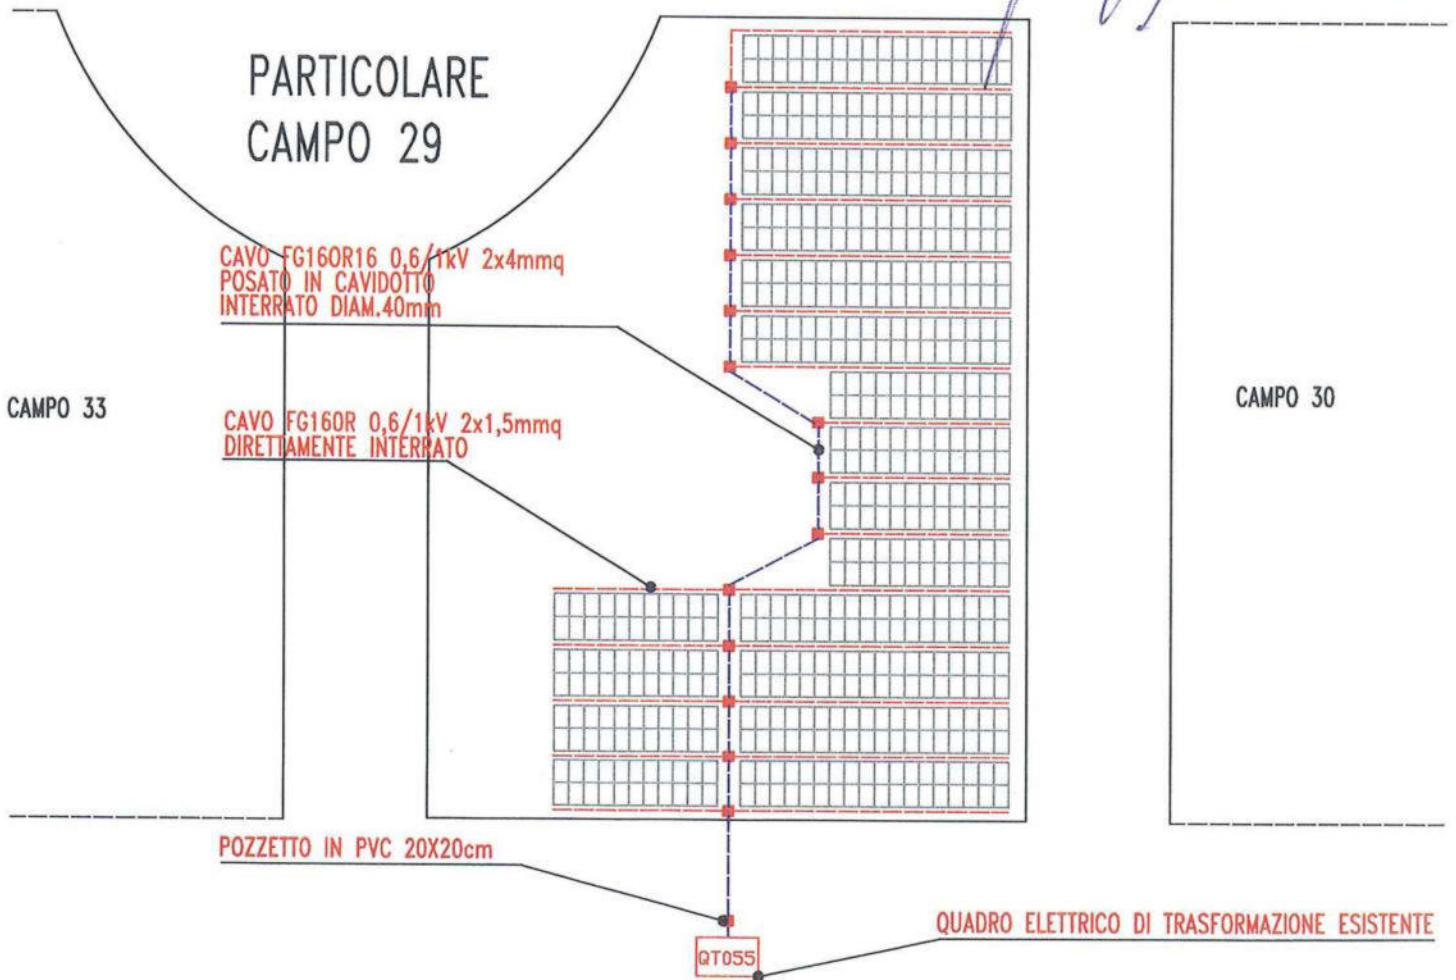 PARTICOLARE
CAMPO 29
CAVO FG16OR16 0,6/1kV 2x4mmq
POSATO IN CAVIDOTTO
INTERRATO DIAM.40mm
CAMPO 33
CAMPO 30
CAVO FG16OR 0,6/1kV 2x1,5mmq
DIRETTAMENTE INTERRATO
POZZETTO IN PVC 20X20cm
QUADRO ELETTRICO DI TRASFORMAZIONE ESISTENTE
QT055